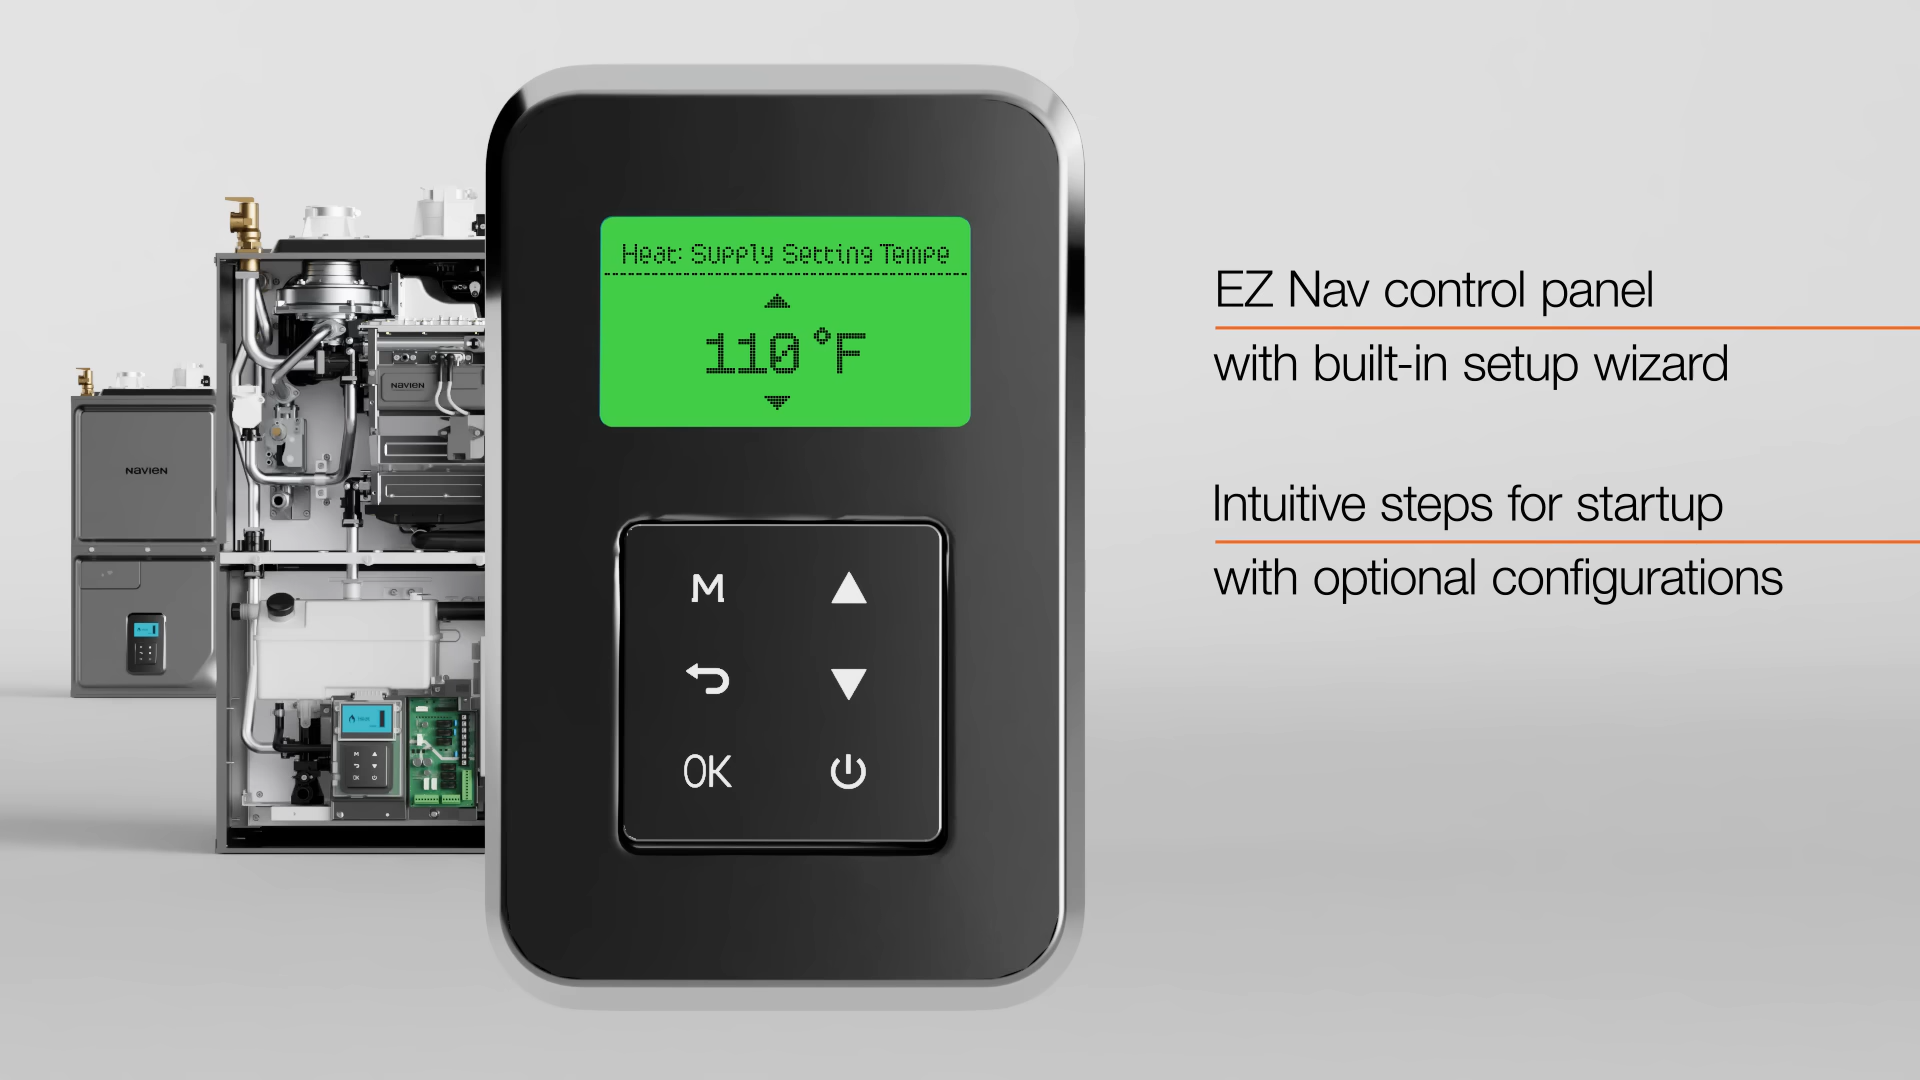 Heat: Supply Setting Tempe
110 °F
M
OK
EZ Nav control panel
with built-in setup wizard
Intuitive steps for startup
with optional configurations
NAVIEN
NAVIEN
M
OK